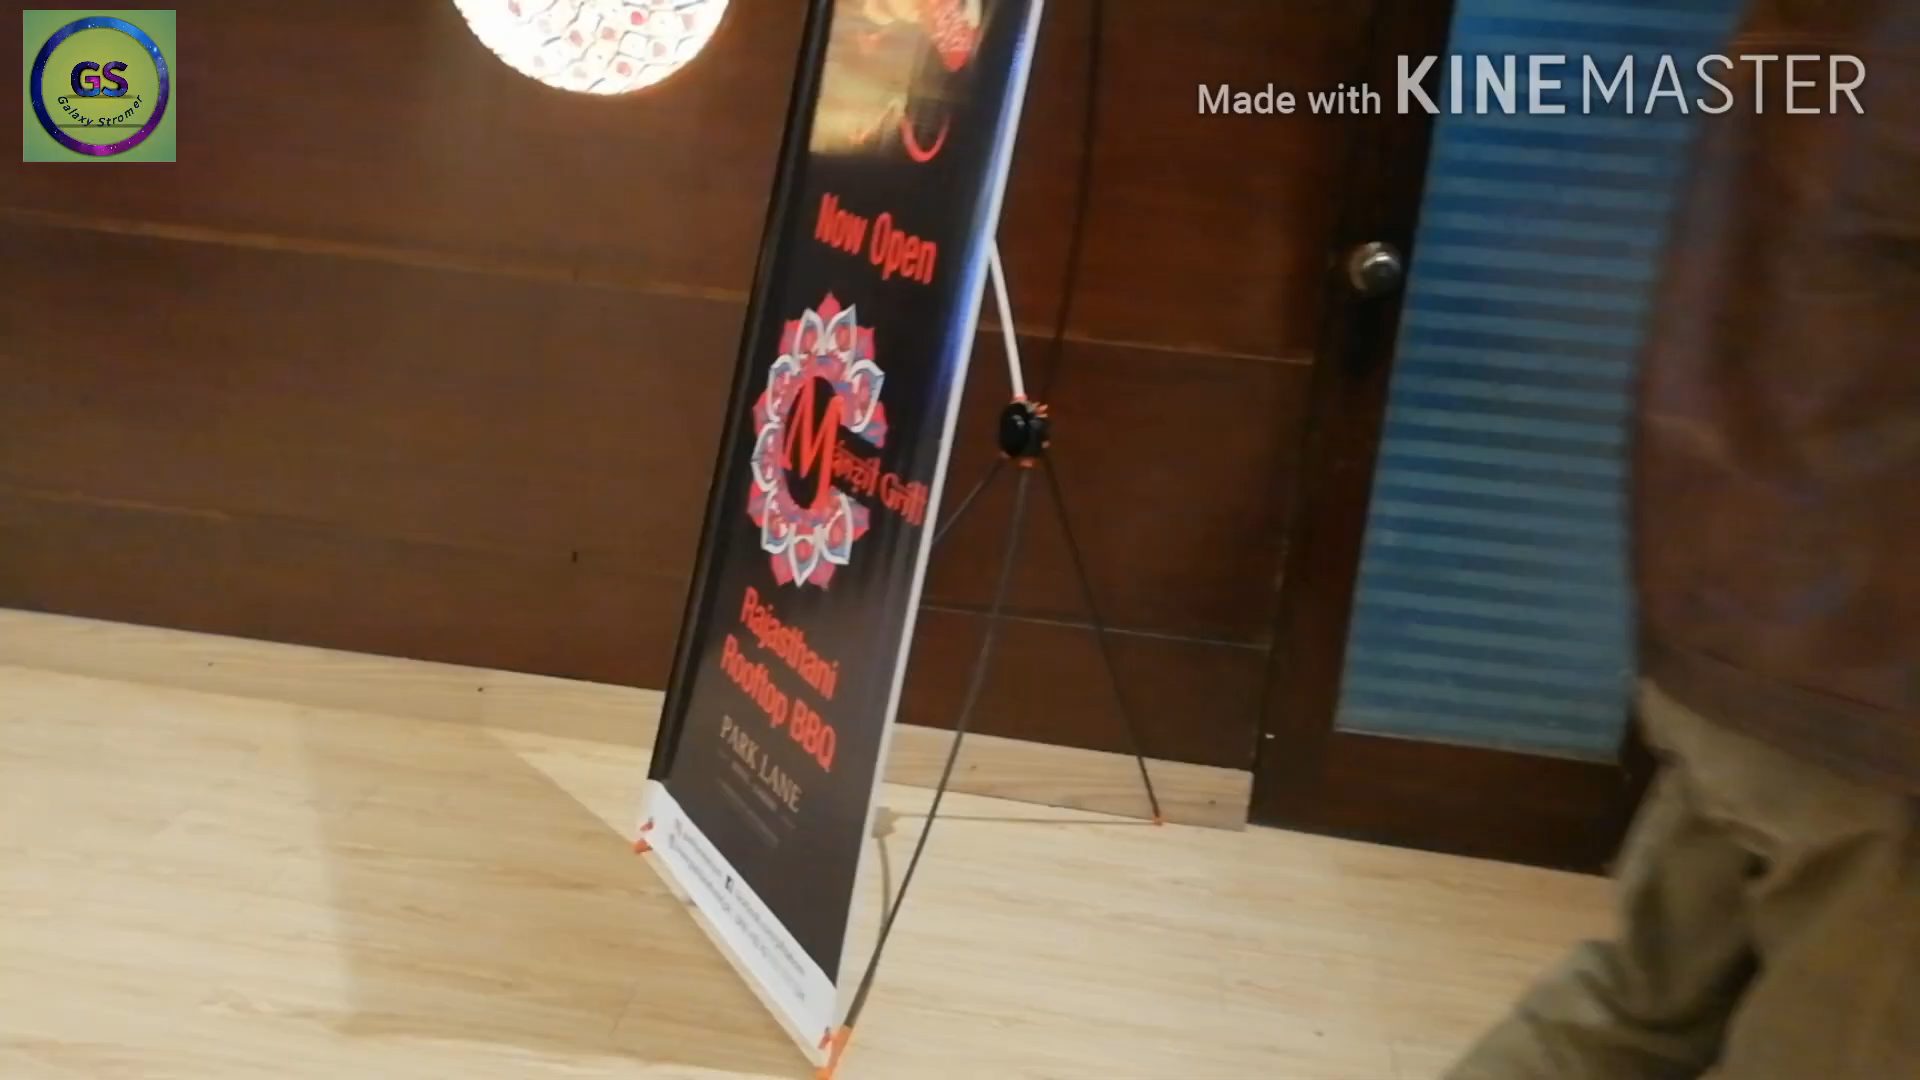 GS
Galaxy Stromer
Made with KINEMASTER
Now Open
Manzil Grill
Rajasthani
Rooftop BBQ
PARK LANE